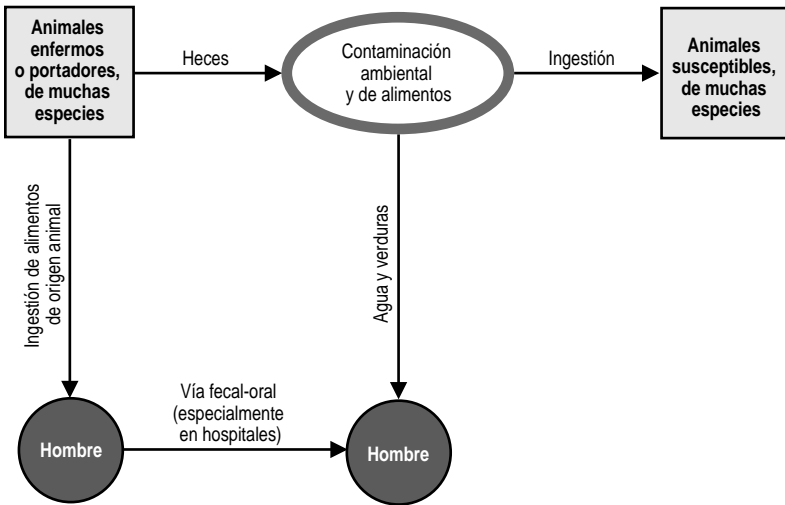 Animales
enfermos
o portadores,
de muchas
especies
Heces
Contaminación
ambiental
y de alimentos
Ingestión
Animales
susceptibles,
de muchas
especies
Ingestión de alimentos
de origen animal
Agua y verduras
Vía fecal-oral
(especialmente
en hospitales)
Hombre
Hombre